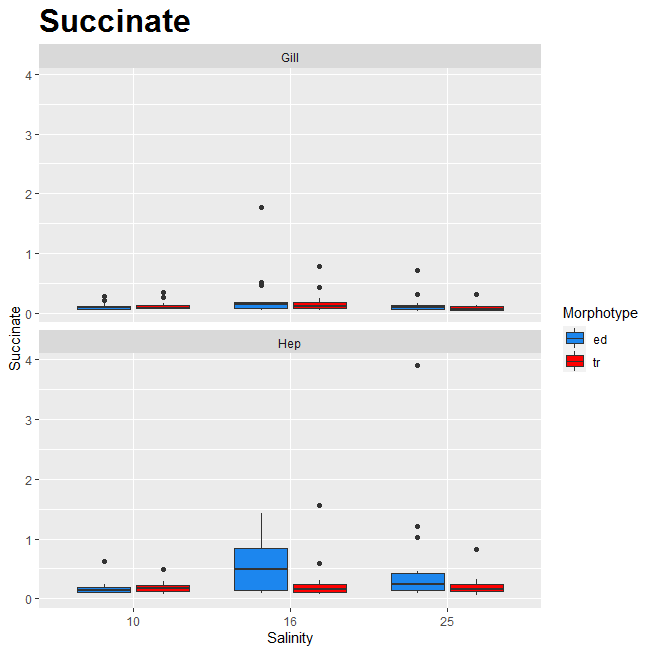 Succinate
Gill
4
3
2
1
0
Succinate
Hep
4
3
2
1
0
10 16 25
Salinity
Morphotype
ed
tr